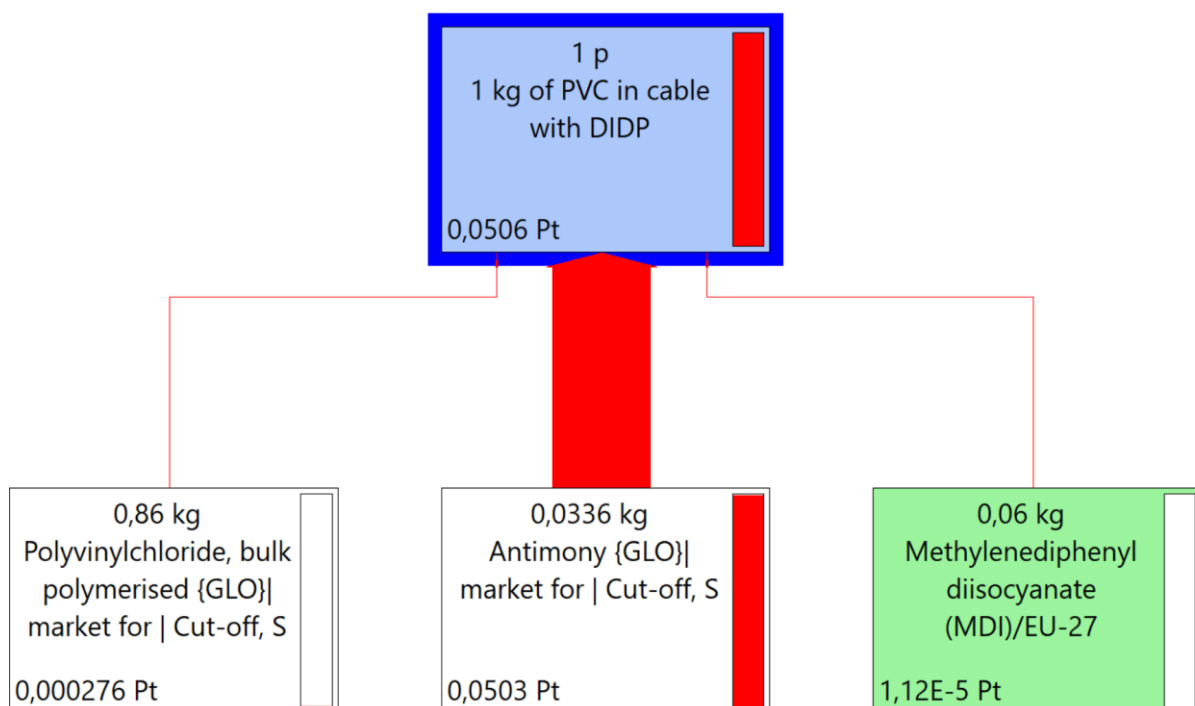 1 p
1 kg of PVC in cable
with DIDP
0,0506 Pt
0,86 kg
Polyvinylchloride, bulk
polymerised {GLO}|
market for | Cut-off, S
0,000276 Pt
0,0336 kg
Antimony {GLO}|
market for | Cut-off, S
0,0503 Pt
0,06 kg
Methylenediphenyl
diisocyanate
(MDI)/EU-27
1,12E-5 Pt